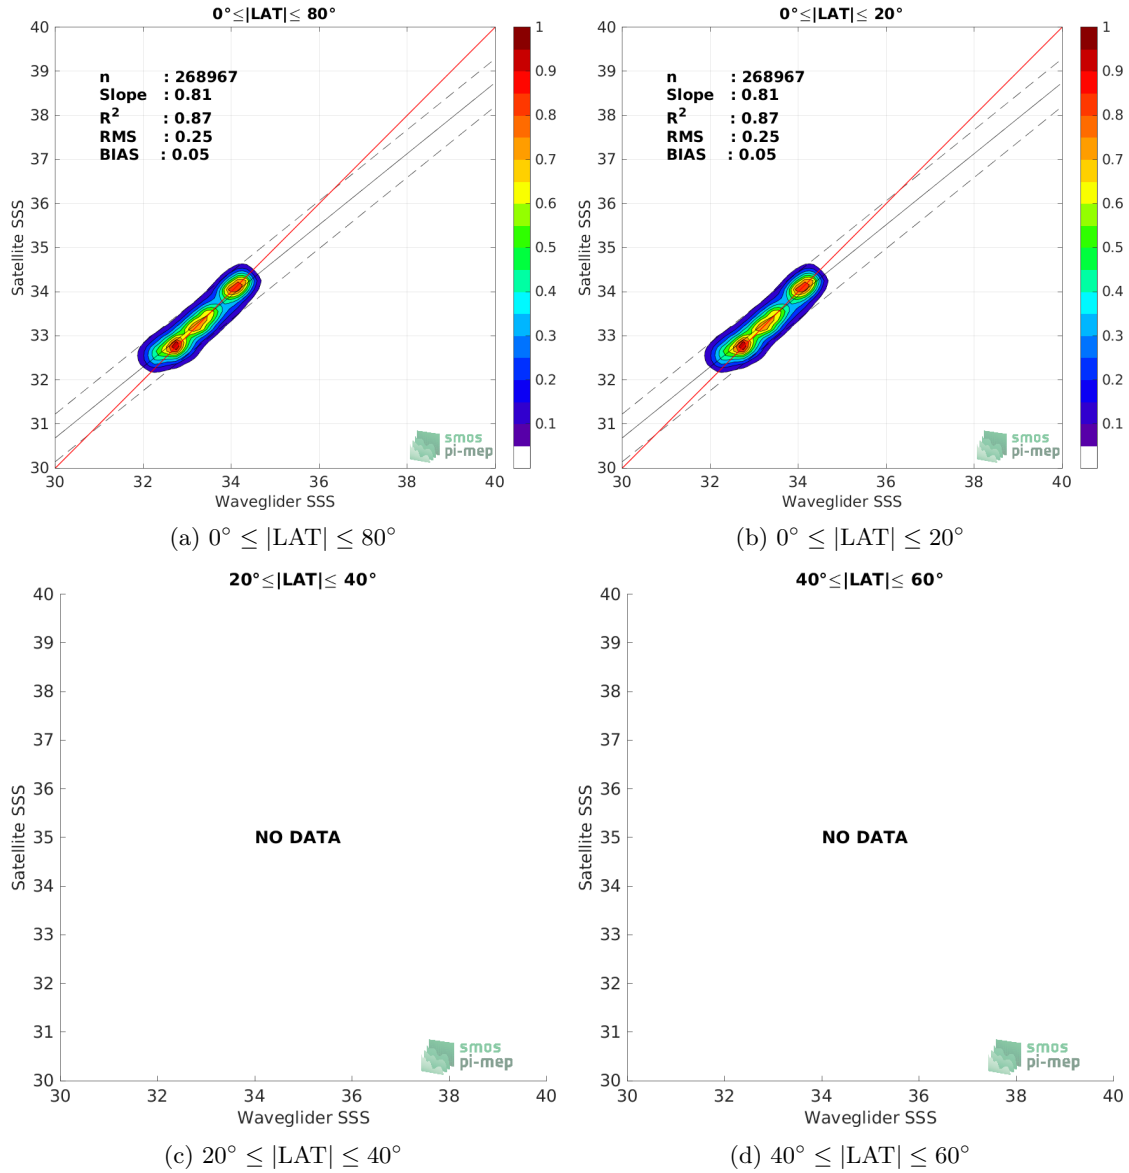 0°≤|LAT|≤ 80°
40
39
38
37
36
35
34
33
32
31
30
Satellite SSS
n : 268967
Slope : 0.81
R² : 0.87
RMS : 0.25
BIAS : 0.05
smos
pi-mep
30 32 34 36 38 40
Waveglider SSS
1
0.9
0.8
0.7
0.6
0.5
0.4
0.3
0.2
0.1
(a) 0° ≤ |LAT| ≤ 80°
0°≤|LAT|≤ 20°
40
39
38
37
36
35
34
33
32
31
30
Satellite SSS
n : 268967
Slope : 0.81
R² : 0.87
RMS : 0.25
BIAS : 0.05
smos
pi-mep
30 32 34 36 38 40
Waveglider SSS
1
0.9
0.8
0.7
0.6
0.5
0.4
0.3
0.2
0.1
(b) 0° ≤ |LAT| ≤ 20°
20°≤|LAT|≤ 40°
40
39
38
37
36
35
34
33
32
31
30
Satellite SSS
NO DATA
smos
pi-mep
30 32 34 36 38 40
Waveglider SSS
(c) 20° ≤ |LAT| ≤ 40°
40°≤|LAT|≤ 60°
40
39
38
37
36
35
34
33
32
31
30
Satellite SSS
NO DATA
smos
pi-mep
30 32 34 36 38 40
Waveglider SSS
(d) 40° ≤ |LAT| ≤ 60°